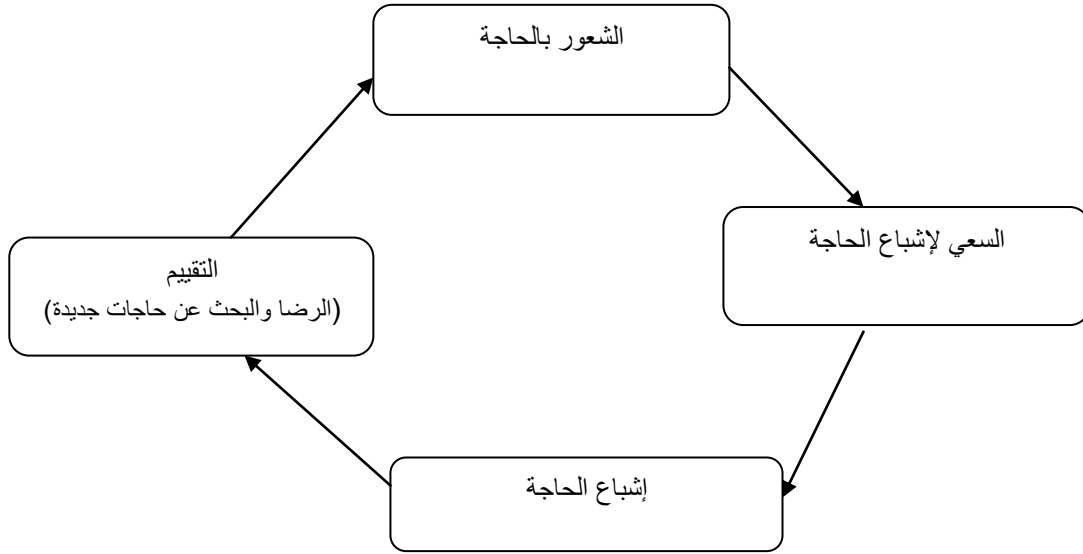 الشعور بالحاجة
السعي لإشباع الحاجة
إشباع الحاجة
التقييم
(الرضا والبحث عن حاجات جديدة)